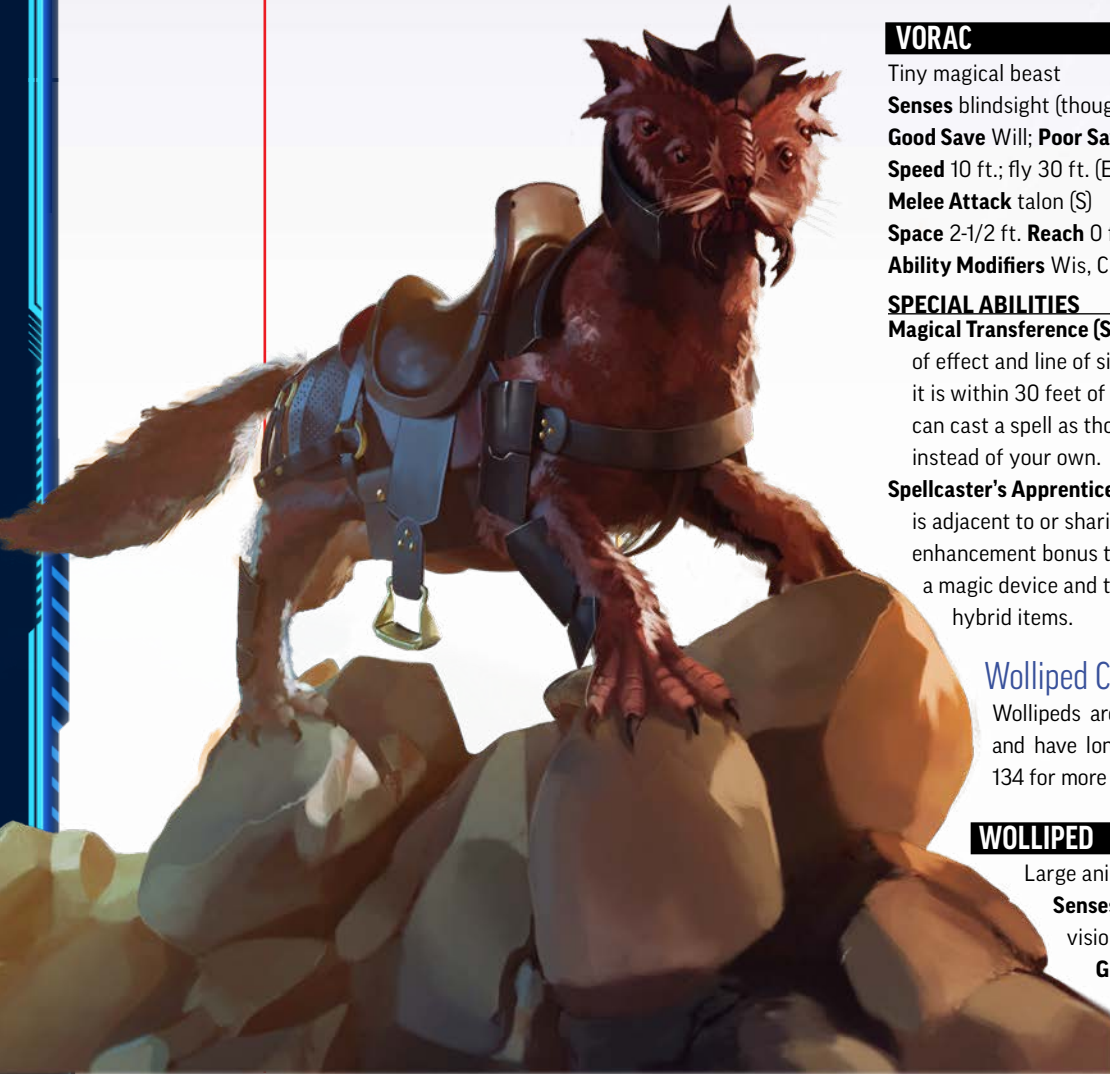 VORAC
Tiny magical beast
Senses blindsight (thoug
Good Save Will; Poor Sa
Speed 10 ft.; fly 30 ft. (E
Melee Attack talon (S)
Space 2-1/2 ft. Reach 0 f
Ability Modifiers Wis, C
SPECIAL ABILITIES
Magical Transference (S
of effect and line of si
it is within 30 feet of
can cast a spell as tho
instead of your own.
Spellcaster's Apprentice
is adjacent to or shari
enhancement bonus t
a magic device and t
hybrid items.
Wolliped C
Wollipeds are
and have lon
134 for more
WOLLIPED
Large ani
Senses
visio
G